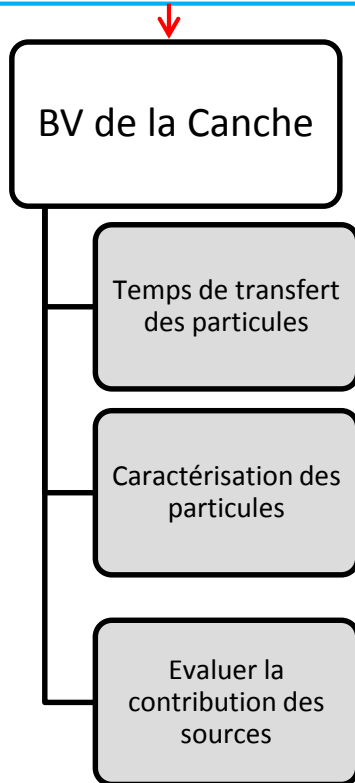 BV de la Canche
Temps de transfert
des particules
Caractérisation des
particules
Evaluer la
contribution des
sources